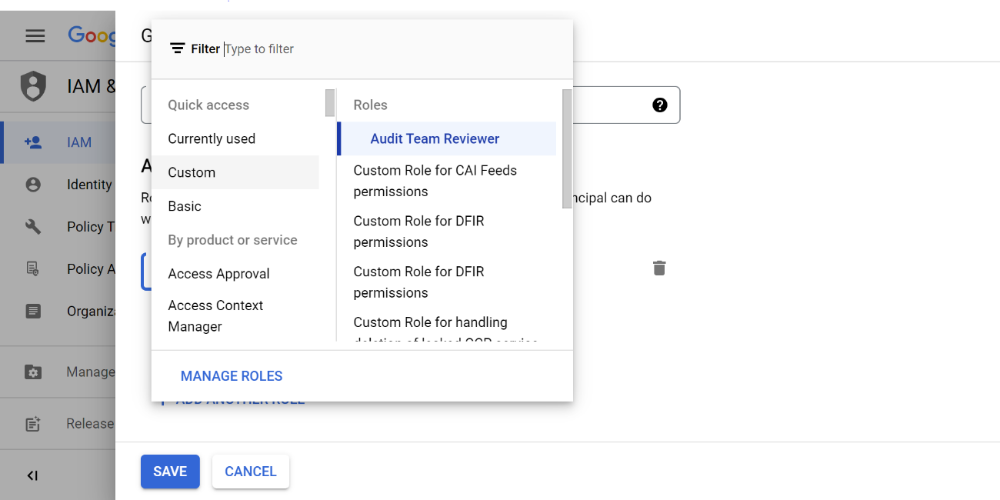 Goog
G
Filter Type to filter
IAM &
Quick access
Roles
Currently used
Audit Team Reviewer
IAM
A
Custom
Custom Role for CAI Feeds
permissions
Identity
ncipal can do
w
Basic
Custom Role for DFIR
permissions
Policy T
By product or service
Access Approval
Custom Role for DFIR
permissions
Policy A
Access Context
Manager
Custom Role for handling
Organiz
MANAGE ROLES
Manage
ADD ANOTHER ROLE
Release
SAVE
CANCEL